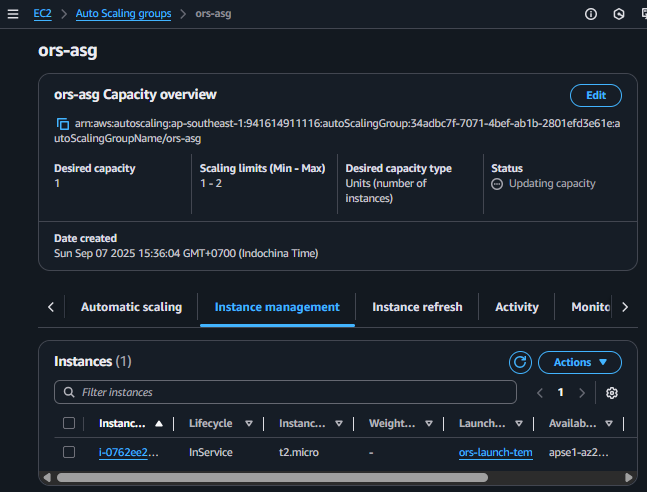 EC2 > Auto Scaling groups > ors-asg
ors-asg
ors-asg Capacity overview
Edit
arn:aws:autoscaling:ap-southeast-1:941614911116:autoScalingGroup:34adbc7f-7071-4bef-ab1b-2801efd3e61e:a
utoScalingGroupName/ors-asg
Desired capacity
1
Scaling limits (Min - Max)
1 - 2
Desired capacity type
Units (number of
instances)
Status
Updating capacity
Date created
Sun Sep 07 2025 15:36:04 GMT+0700 (Indochina Time)
Automatic scaling
Instance management
Instance refresh
Activity
Monito
Instances (1)
Actions
Filter instances
1
Instanc...
Lifecycle
Instanc...
Weight...
Launch...
Availab...
i-0762ee2...
InService
t2.micro
-
ors-launch-tem
apse1-az2...